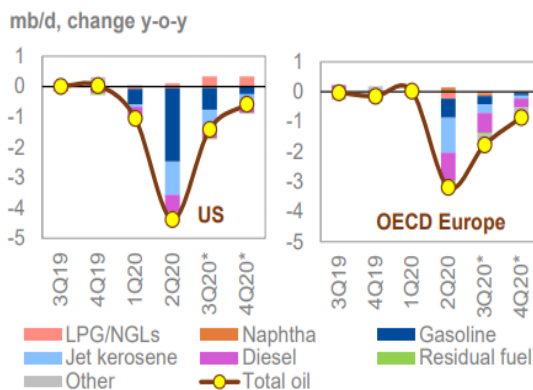 mb/d, change y-o-y
1
0
-1
-2
-3
-4
-5
US
3Q19
4Q19
1Q20
2Q20
3Q20*
4Q20*
1
0
-1
-2
-3
-4
-5
OECD Europe
3Q19
4Q19
1Q20
2Q20
3Q20*
4Q20*
LPG/NGLs Naphtha Gasoline
Jet kerosene Diesel Residual fuel
Other Total oil